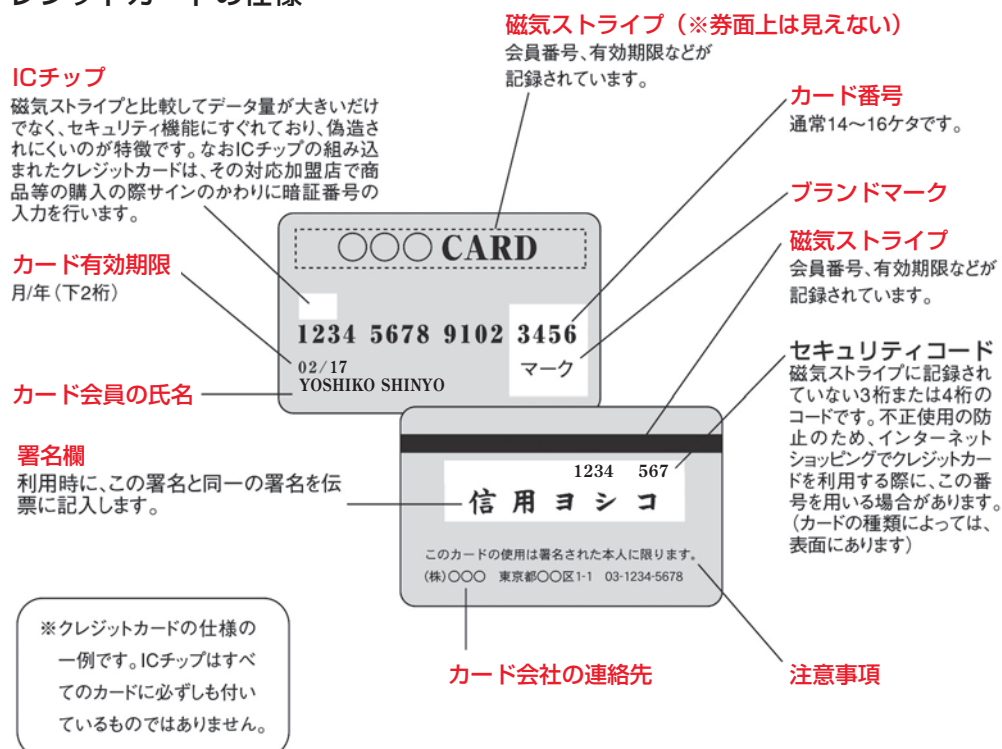 レジットカードの仕様
磁気ストライプ（※券面上は見えない）
会員番号、有効期限などが
記録されています。
ICチップ
磁気ストライプと比較してデータ量が大きいだけ
でなく、セキュリティ機能にすぐれており、偽造さ
れにくいのが特徴です。なおICチップの組み込
まれたクレジットカードは、その対応加盟店で商
品等の購入の際サインのかわりに暗証番号の
入力を行います。
カード番号
通常14〜16ケタです。
ブランドマーク
カード有効期限
月/年（下2桁）
磁気ストライプ
会員番号、有効期限などが
記録されています。
○○○ CARD
1234 5678 9102 3456
02/17
YOSHIKO SHINYO
マーク
カード会員の氏名
セキュリティコード
磁気ストライプに記録され
ていない3桁または4桁の
コードです。不正使用の防
止のため、インターネット
ショッピングでクレジットカー
ドを利用する際に、この番
号を用いる場合があります。
（カードの種類によっては、
表面にあります）
署名欄
利用時に、この署名と同一の署名を伝
票に記入します。
1234 567
信用ヨシコ
このカードの使用は署名された本人に限ります。
(株)○○○ 東京都○○区1-1 03-1234-5678
カード会社の連絡先
注意事項
※クレジットカードの仕様の
一例です。ICチップはすべ
てのカードに必ずしも付い
ているものではありません。